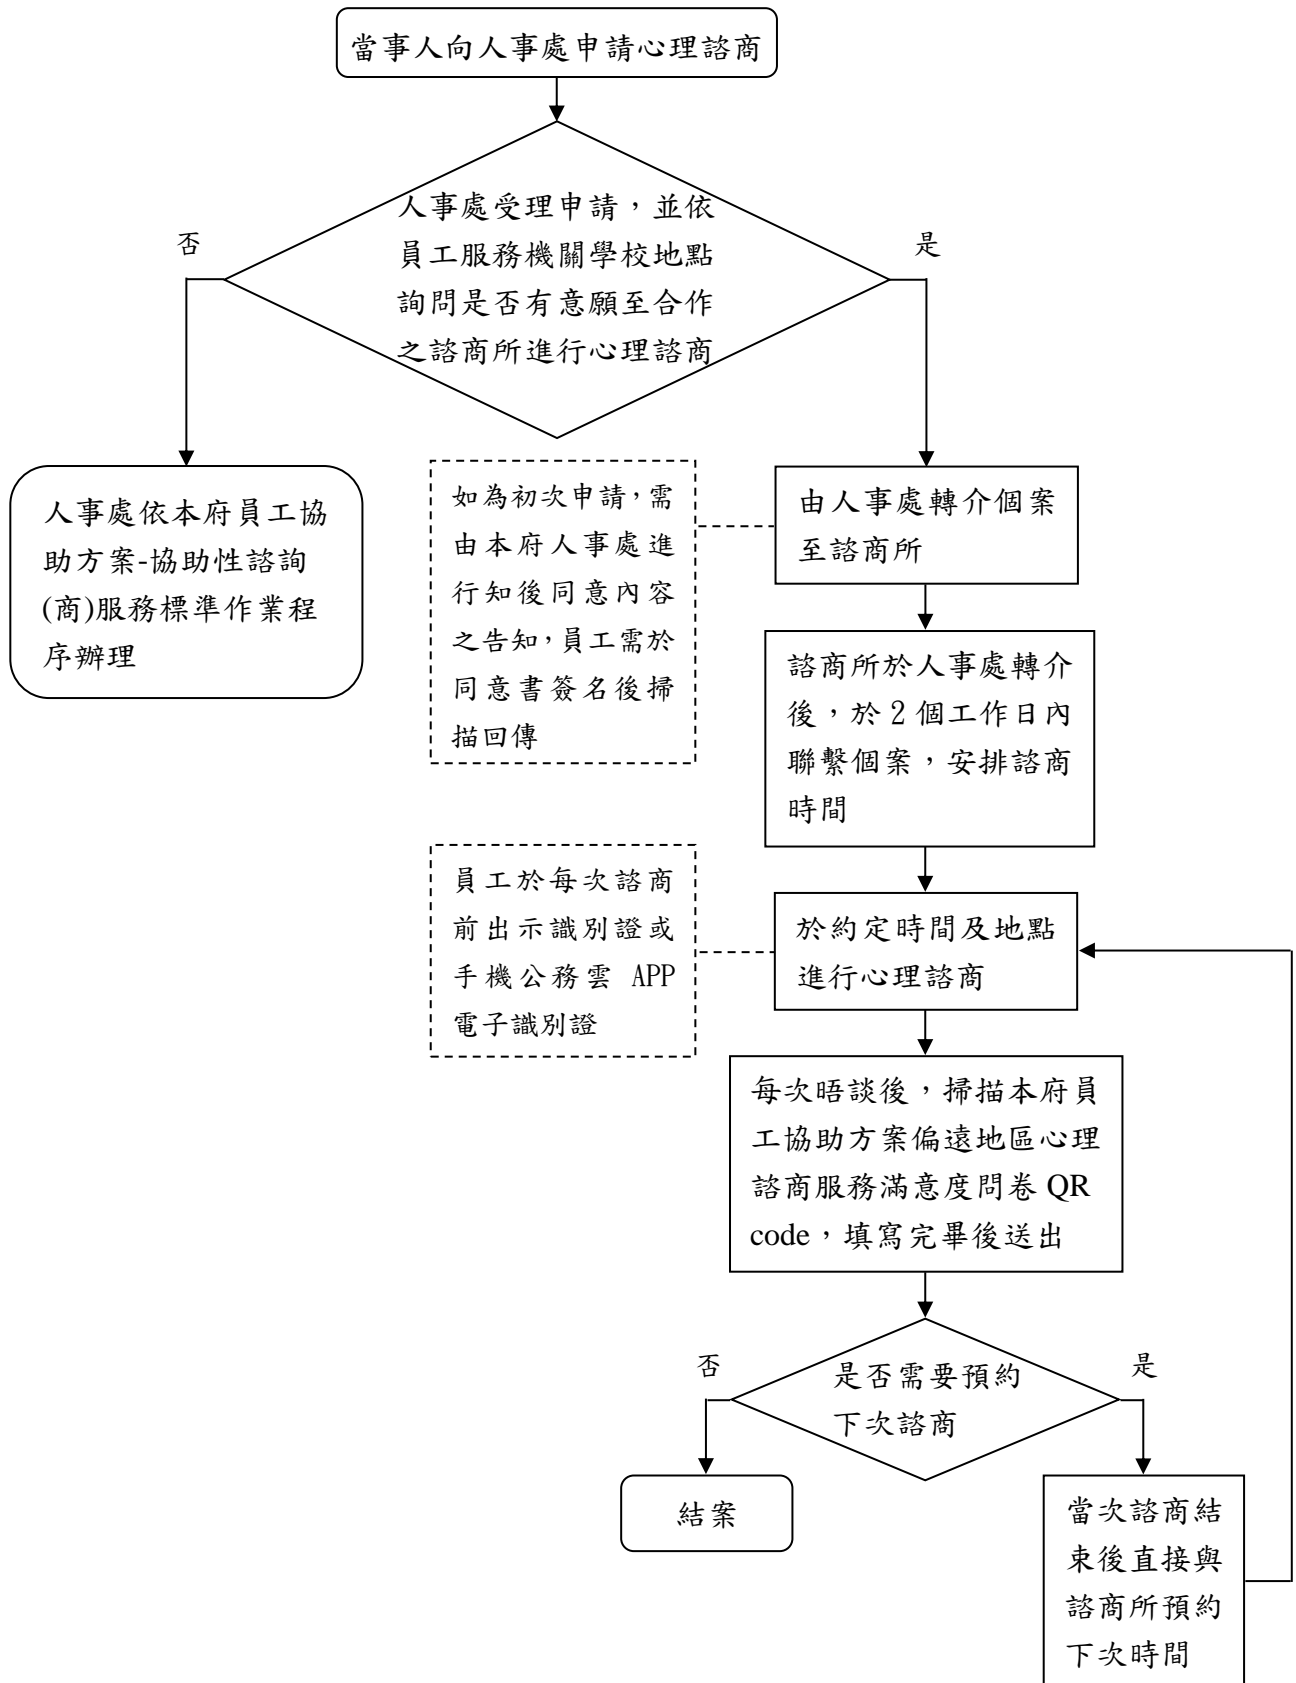 當事人向人事處申請心理諮商
人事處受理申請，並依
員工服務機關學校地點
詢問是否有意願至合作
之諮商所進行心理諮商
否
是
人事處依本府員工協
助方案-協助性諮詢
(商)服務標準作業程
序辦理
如為初次申請，需
由本府人事處進
行知後同意內容
之告知，員工需於
同意書簽名後掃
描回傳
由人事處轉介個案
至諮商所
諮商所於人事處轉介
後，於 2 個工作日內
聯繫個案，安排諮商
時間
員工於每次諮商
前出示識別證或
手機公務雲 APP
電子識別證
於約定時間及地點
進行心理諮商
每次晤談後，掃描本府員
工協助方案偏遠地區心理
諮商服務滿意度問卷 QR
code，填寫完畢後送出
是否需要預約
下次諮商
否
是
結案
當次諮商結
束後直接與
諮商所預約
下次時間